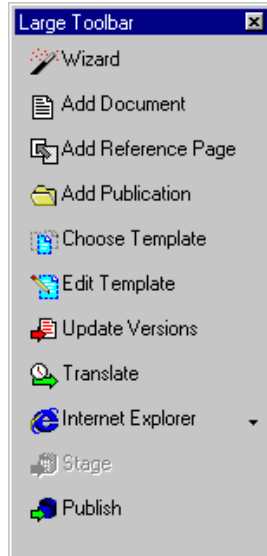 Large Toolbar
Wizard
Add Document
Add Reference Page
Add Publication
Choose Template
Edit Template
Update Versions
Translate
Internet Explorer
Stage
Publish